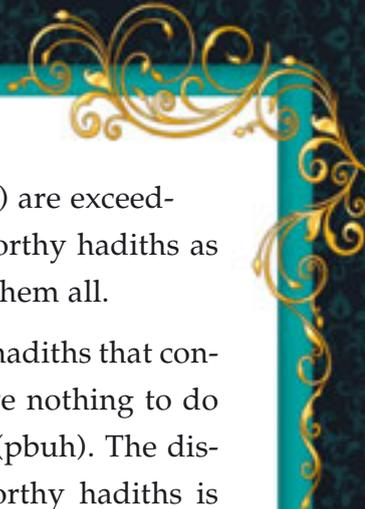 ) are exceed-
orthy hadiths as
hem all.
hadiths that con-
e nothing to do
(pbuh). The dis-
orthy hadiths is